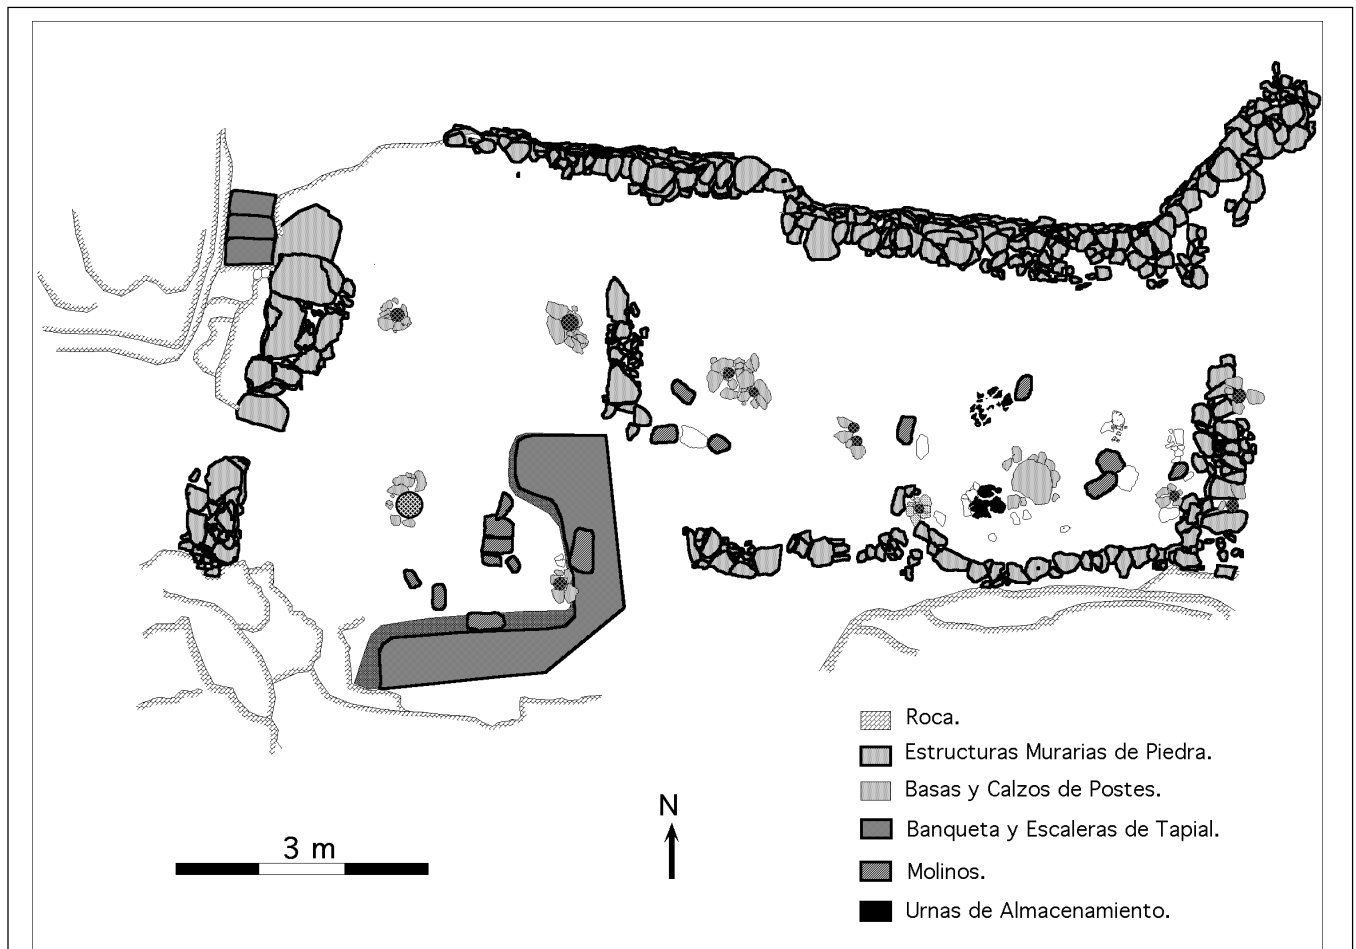 Roca.
Estructuras Murarias de Piedra.
Basas y Calzos de Postes.
Banqueta y Escaleras de Tapial.
Molinos.
Urnas de Almacenamiento.
N
3 m